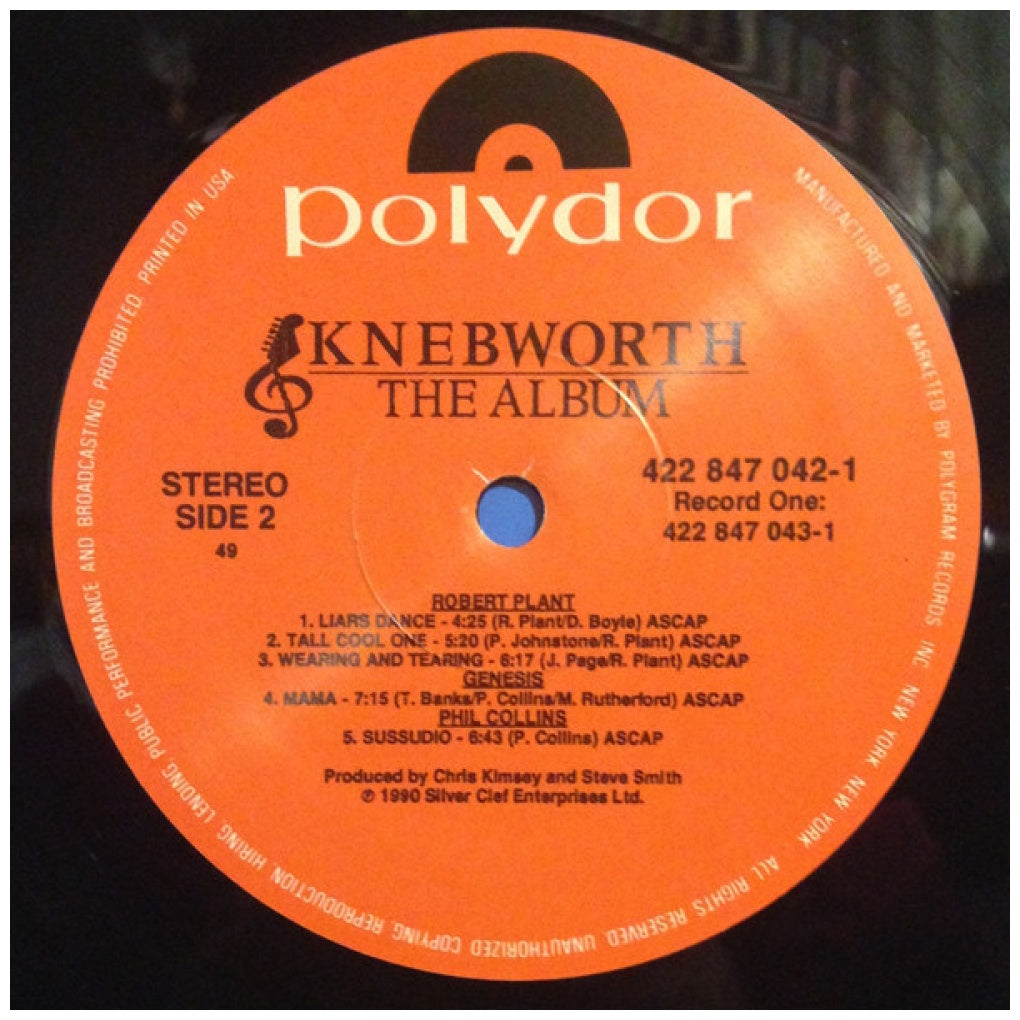 polydor
KNEBWORTH
THE ALBUM
STEREO
SIDE 2
49
422 847 042-1
Record One:
422 847 043-1
ROBERT PLANT
1. LIARS DANCE - 4:25 (R. Plant/D. Boyle) ASCAP
2. TALL COOL ONE - 5:20 (P. Johnstone/R. Plant) ASCAP
3. WEARING AND TEARING - 6:17 (J. Page/R. Plant) ASCAP
GENESIS
4. MAMA - 7:15 (T. Banks/P. Collins/M. Rutherford) ASCAP
PHIL COLLINS
5. SUSSUDIO - 6:43 (P. Collins) ASCAP
Produced by Chris Kimsey and Steve Smith
℗ 1990 Silver Clef Enterprises Ltd.
MANUFACTURED AND MARKETED BY POLYGRAM RECORDS INC. NEW YORK, NEW YORK · ALL RIGHTS RESERVED. UNAUTHORIZED COPYING, REPRODUCTION, HIRING, LENDING, PUBLIC PERFORMANCE AND BROADCASTING PROHIBITED. PRINTED IN USA